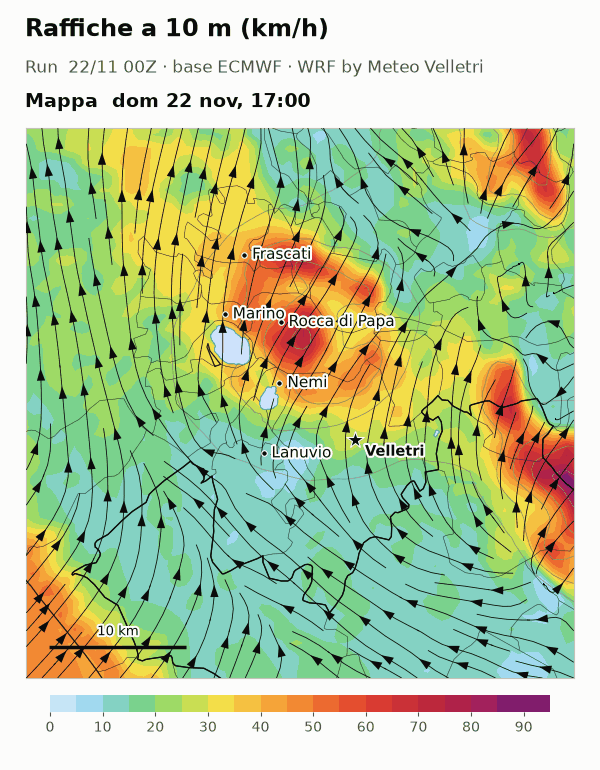 Raffiche a 10 m (km/h)
Run  22/11 00Z · base ECMWF · WRF by Meteo Velletri
Mappa  dom 22 nov, 17:00
Frascati
Marino
Rocca di Papa
Nemi
Lanuvio
Velletri
10 km
0 10 20 30 40 50 60 70 80 90